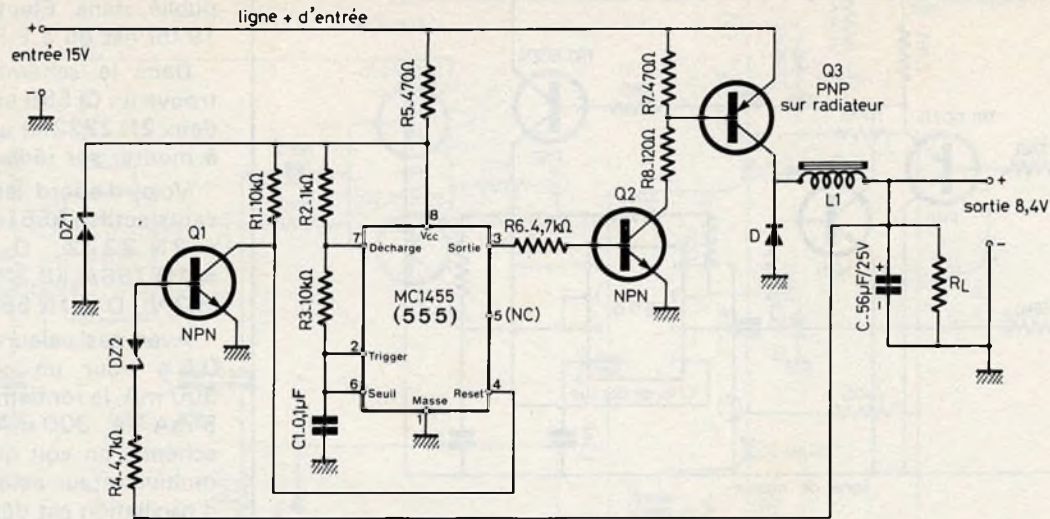 ligne + d'entrée
+
entrée 15V
-
R5.470Ω
R7.470Ω
Q3
PNP
sur radiateur
R8.120Ω
DZ1
Q1
NPN
R1.10kΩ
R2.1kΩ
8
Vcc
7
Décharge
Sortie
3
R6.4,7kΩ
Q2
NPN
L1
+
sortie 8,4V
-
D
MC1455
(555)
5 (NC)
R3.10kΩ
2
Trigger
6
Seuil
Masse
1
Reset
4
C1.0,1µF
DZ2
R4.4,7kΩ
C.56µF/25V
+
-
RL